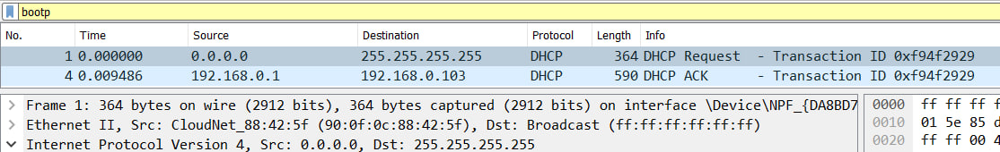 bootp
No. Time Source Destination Protocol Length Info
1 0.000000 0.0.0.0 255.255.255.255 DHCP 364 DHCP Request - Transaction ID 0xf94f2929
4 0.009486 192.168.0.1 192.168.0.103 DHCP 590 DHCP ACK - Transaction ID 0xf94f2929
Frame 1: 364 bytes on wire (2912 bits), 364 bytes captured (2912 bits) on interface \Device\NPF_{DA8BD7 0000 ff ff ff f
Ethernet II, Src: CloudNet_88:42:5f (90:0f:0c:88:42:5f), Dst: Broadcast (ff:ff:ff:ff:ff:ff) 0010 01 5e 85 d
Internet Protocol Version 4, Src: 0.0.0.0, Dst: 255.255.255.255 0020 ff ff 00 4